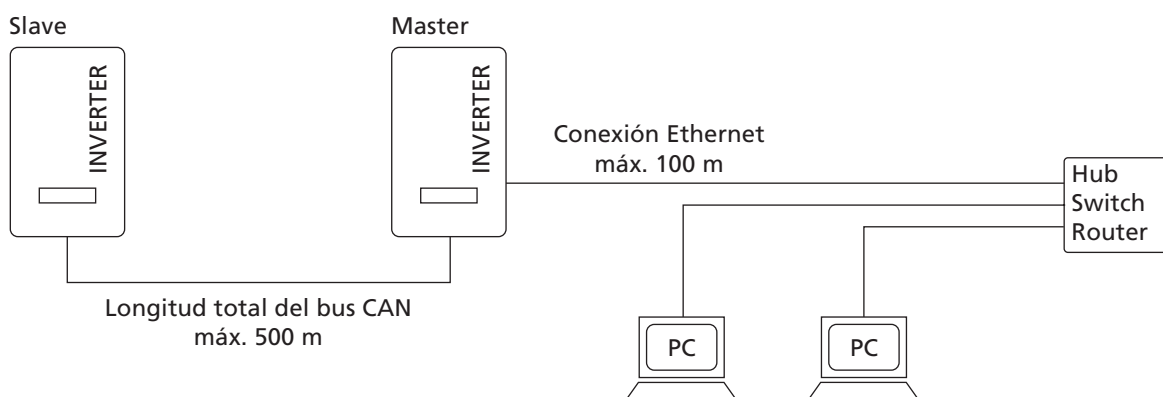 Slave
Master
INVERTER
INVERTER
Conexión Ethernet
máx. 100 m
Hub
Switch
Router
Longitud total del bus CAN
máx. 500 m
PC
PC